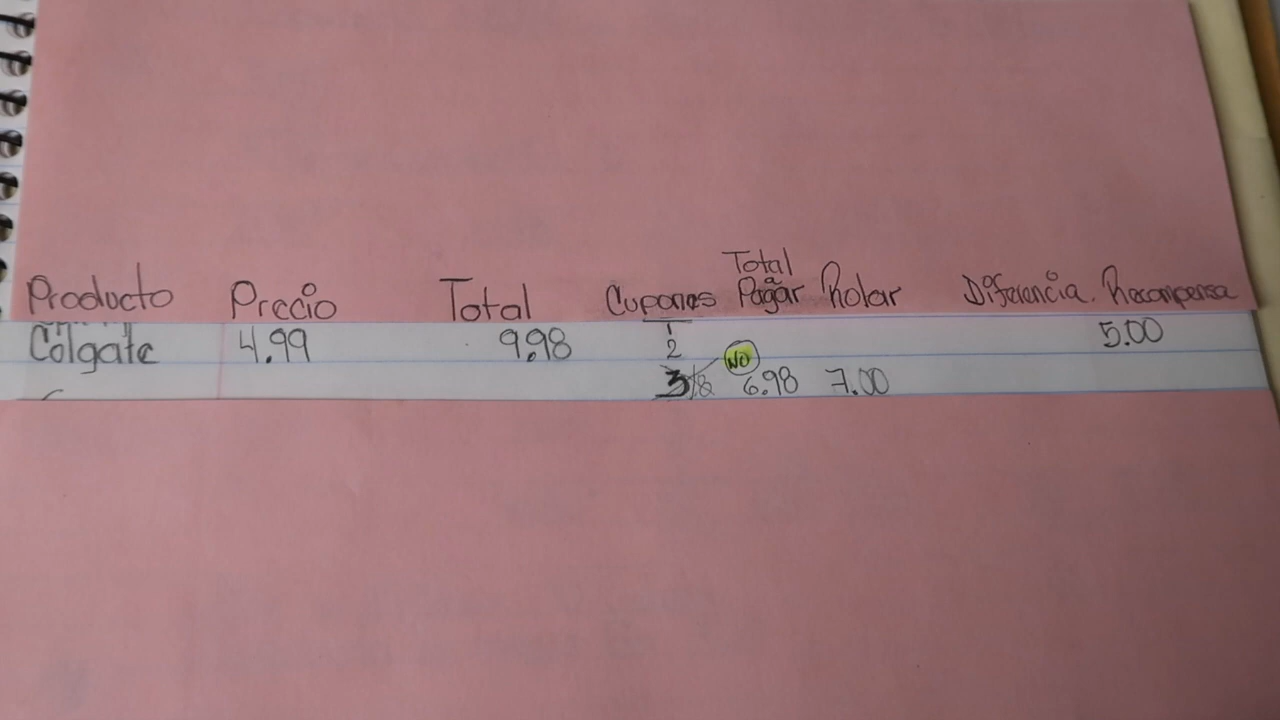 Producto Precio Total Cupones Total a Pagar Rolar Diferencia. Recompensa
Colgate 4.99 9.98 1 5.00
2
NO
3 6.98 7.00